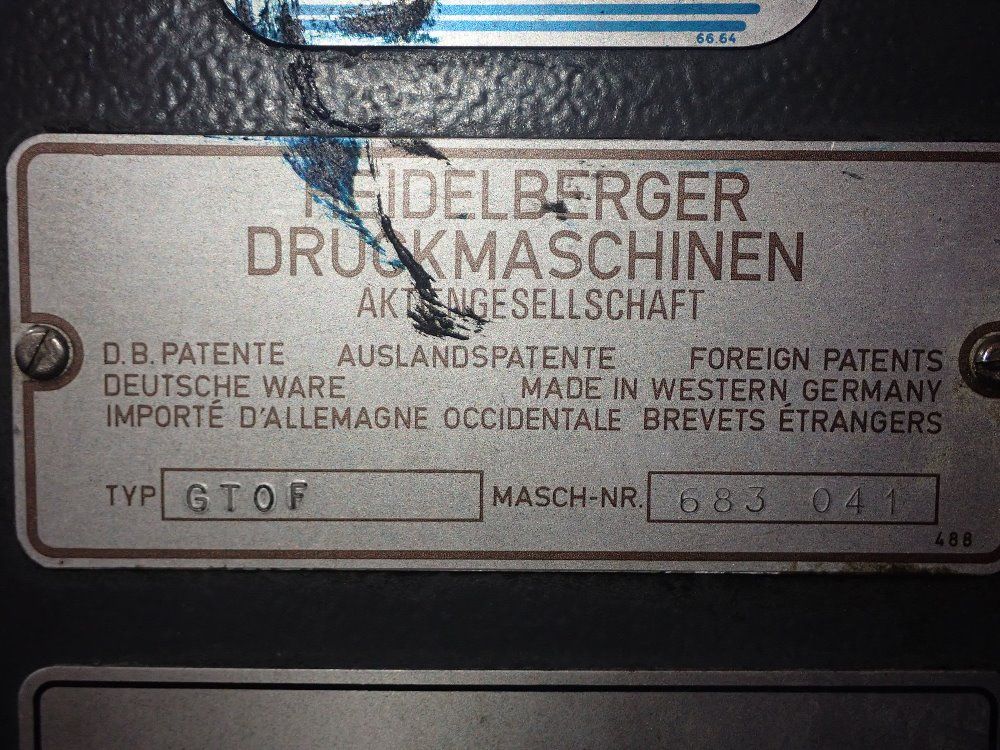 66.64
HEIDELBERGER
DRUCKMASCHINEN
AKTIENGESELLSCHAFT
D.B. PATENTE AUSLANDSPATENTE FOREIGN PATENTS
DEUTSCHE WARE MADE IN WESTERN GERMANY
IMPORTÉ D'ALLEMAGNE OCCIDENTALE BREVETS ÉTRANGERS
TYP GTOF MASCH-NR. 683 041
488